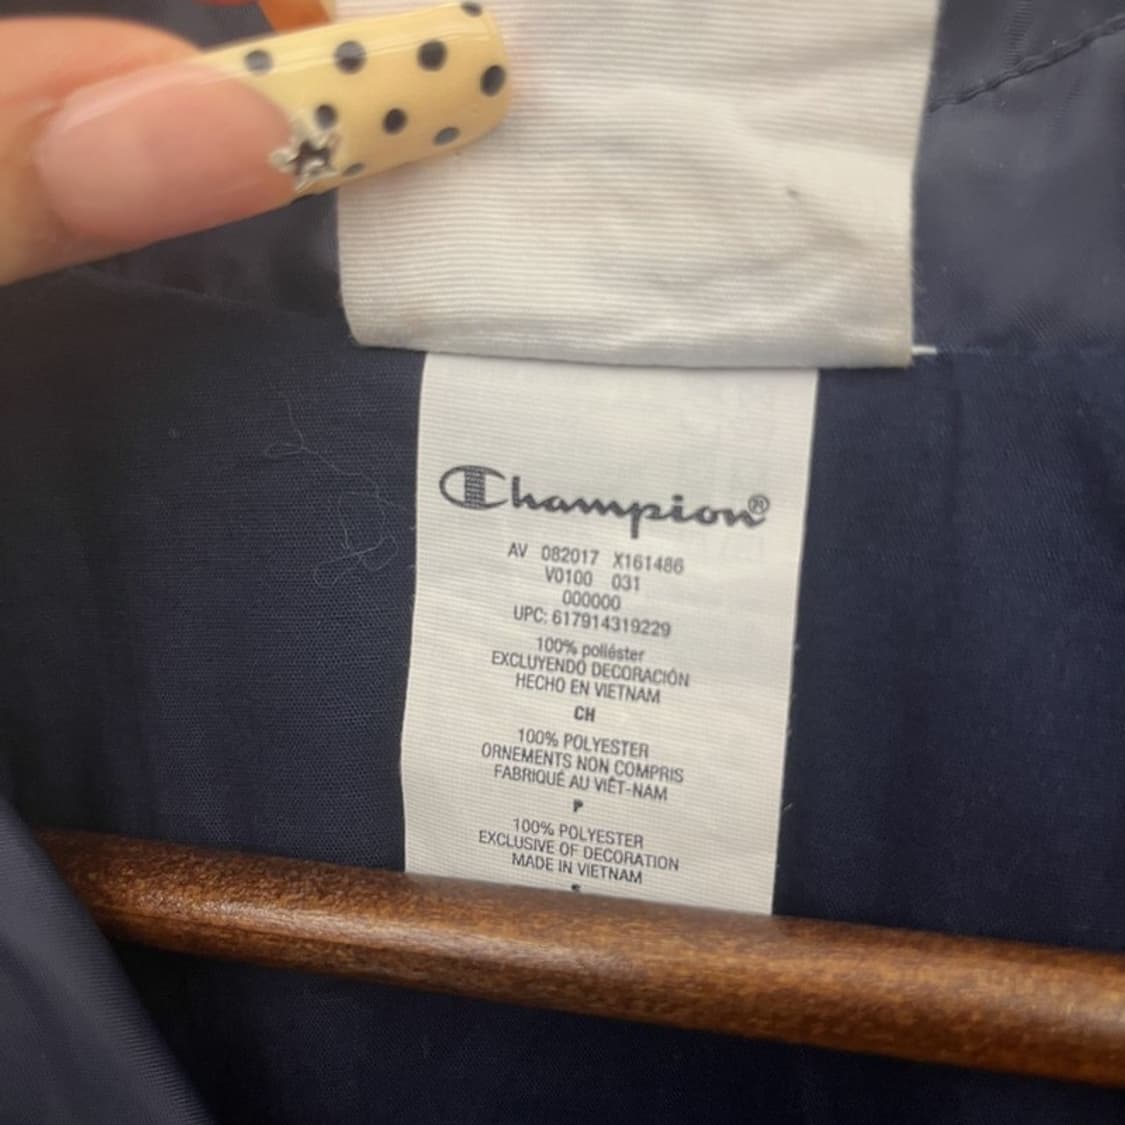 Champion®
AV 082017 X161486
V0100 031
000000
UPC: 617914319229
100% poliéster
EXCLUYENDO DECORACIÓN
HECHO EN VIETNAM
CH
100% POLYESTER
ORNEMENTS NON COMPRIS
FABRIQUÉ AU VIÊT-NAM
P
100% POLYESTER
EXCLUSIVE OF DECORATION
MADE IN VIETNAM
S